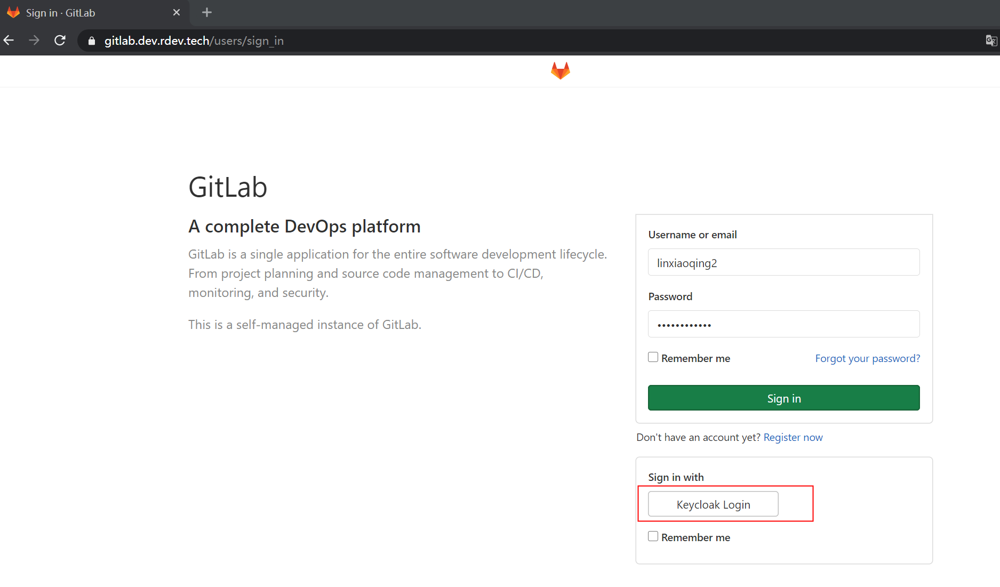 Sign in · GitLab
gitlab.dev.rdev.tech/users/sign_in
GitLab
A complete DevOps platform
GitLab is a single application for the entire software development lifecycle.
From project planning and source code management to CI/CD,
monitoring, and security.
This is a self-managed instance of GitLab.
Username or email
linxiaoqing2
Password
••••••••••••
Remember me
Forgot your password?
Sign in
Don't have an account yet? Register now
Sign in with
Keycloak Login
Remember me